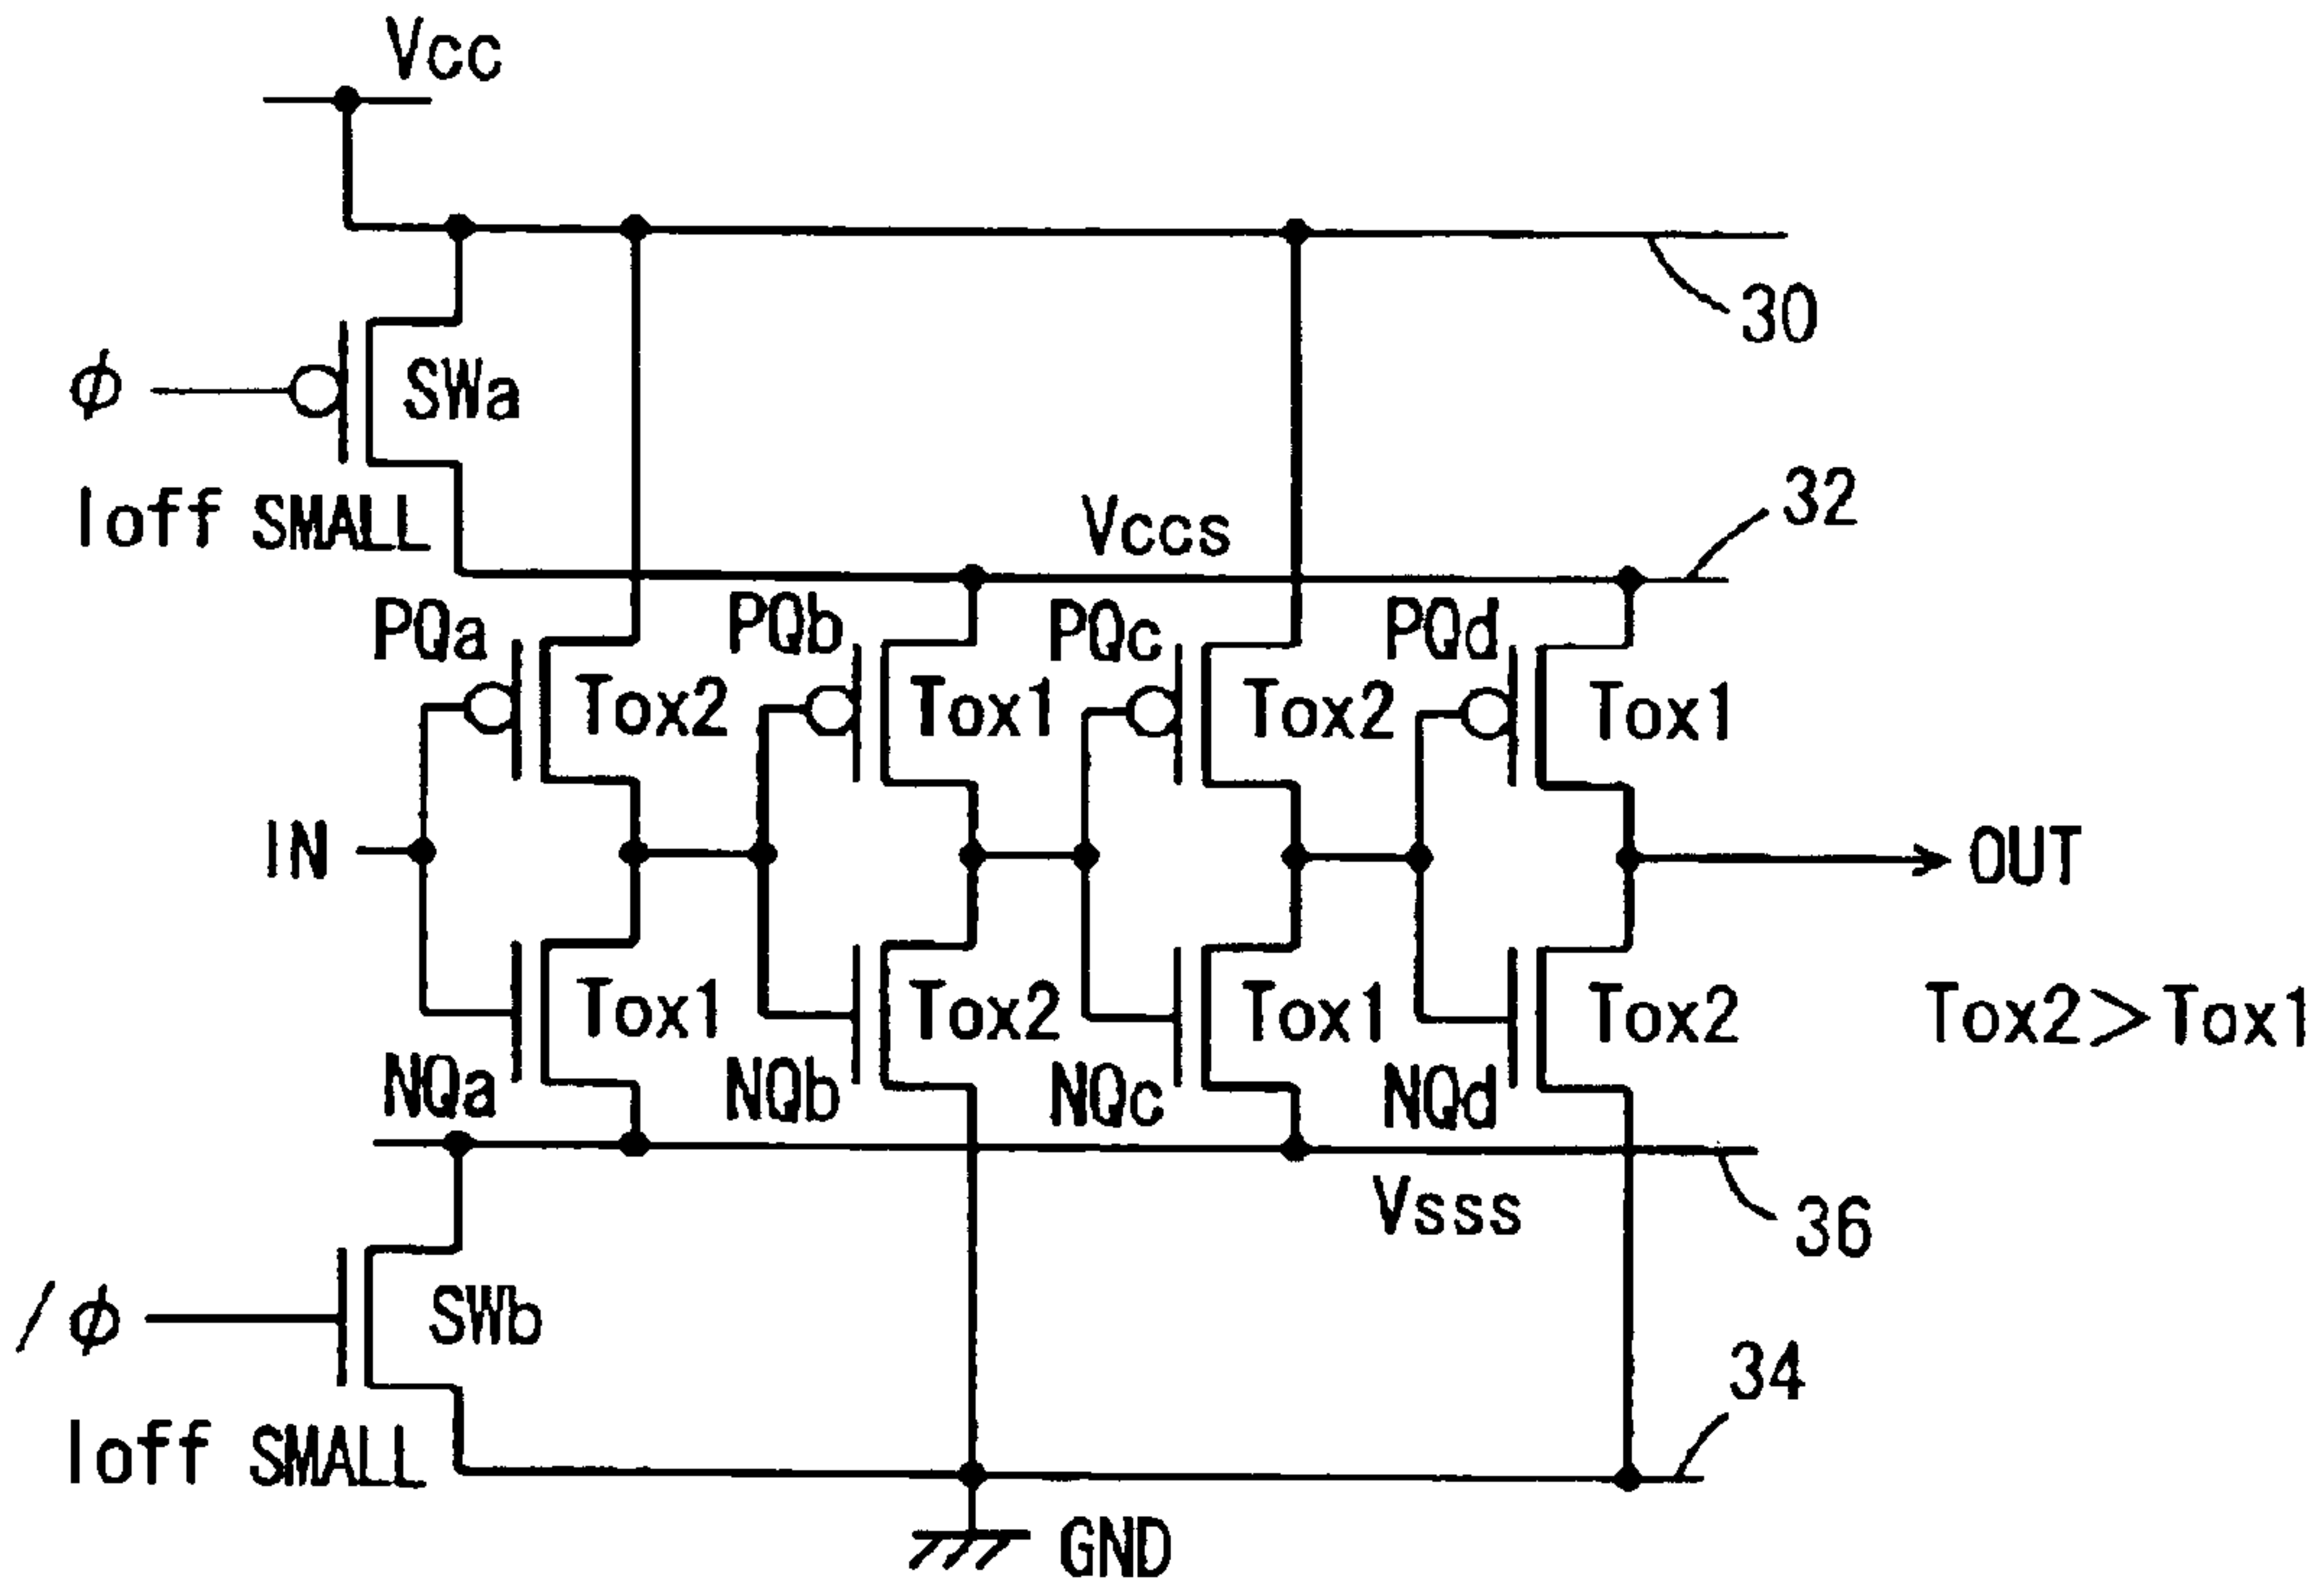 Vcc
30
ϕ
SWa
Ioff SMALL
Vccs
32
PQa
PQb
PQc
PQd
Tox2
Tox1
Tox2
Tox1
IN
OUT
Tox1
Tox2
Tox1
Tox2
Tox2>Tox1
NQa
NQb
NQc
NQd
Vsss
36
/ϕ
SWb
34
Ioff SMALL
GND